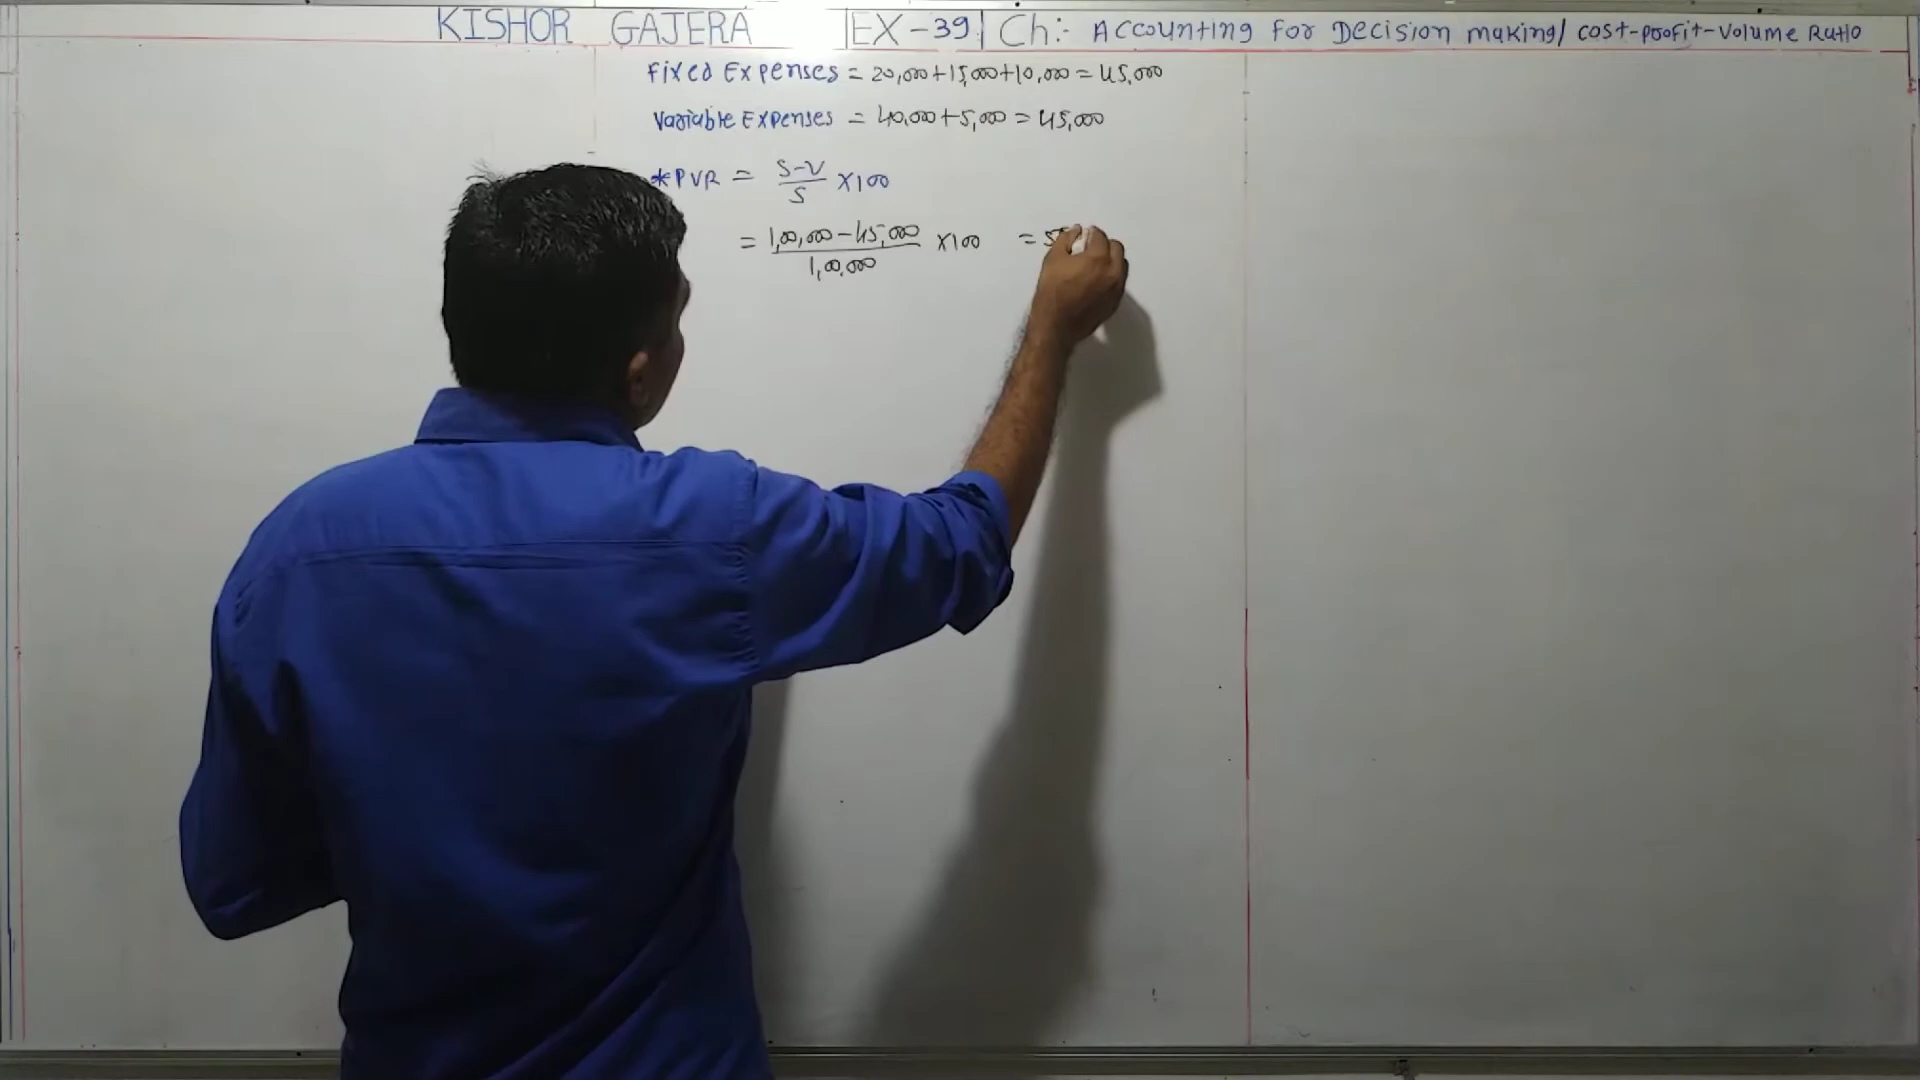 KISHOR GAJERA |EX-39| Ch:- Accounting for Decision making/ cost-profit-volume Ratio
Fixed Expenses = 20,000+15,000+10,000=45,000
Variable Expenses = 40,000+5,000=45,000
*PVR = S-V/S ×100
= 1,00,000-45,000/1,00,000 ×100 =